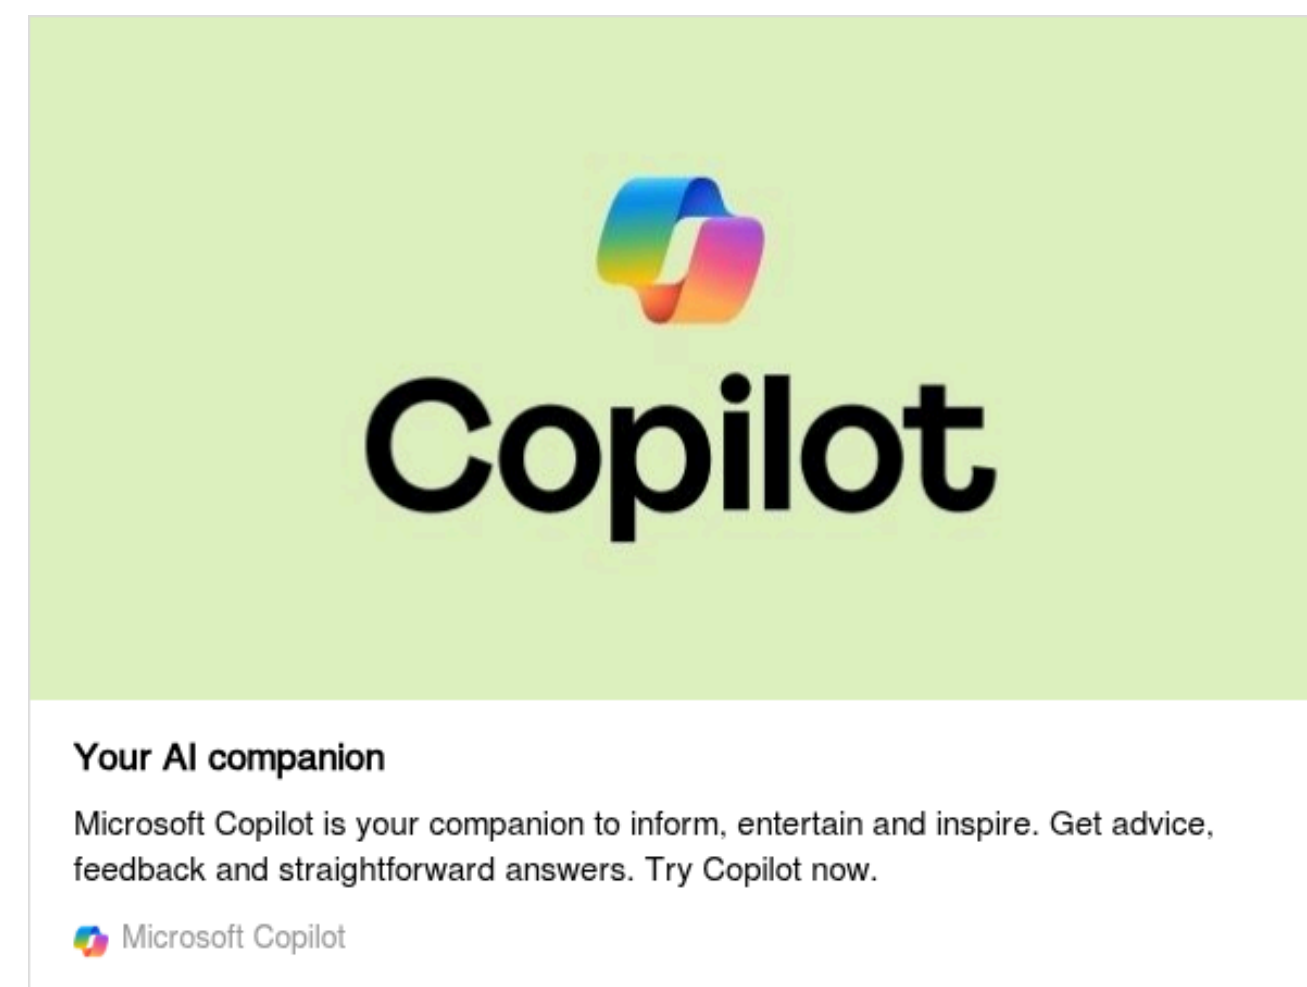 Copilot
Your AI companion
Microsoft Copilot is your companion to inform, entertain and inspire. Get advice,
feedback and straightforward answers. Try Copilot now.
Microsoft Copilot